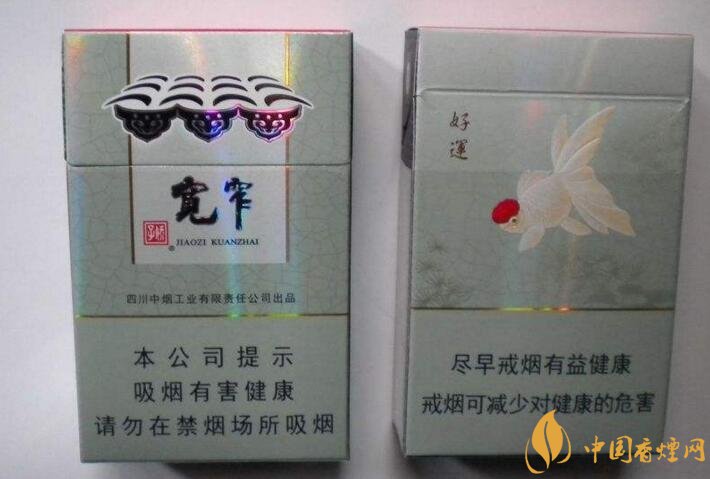 宽窄
娇子
®
JIAOZI KUANZHAI
四川中烟工业有限责任公司出品
本公司提示
吸烟有害健康
请勿在禁烟场所吸烟
好
運
尽早戒烟有益健康
戒烟可减少对健康的危害
中国香烟网